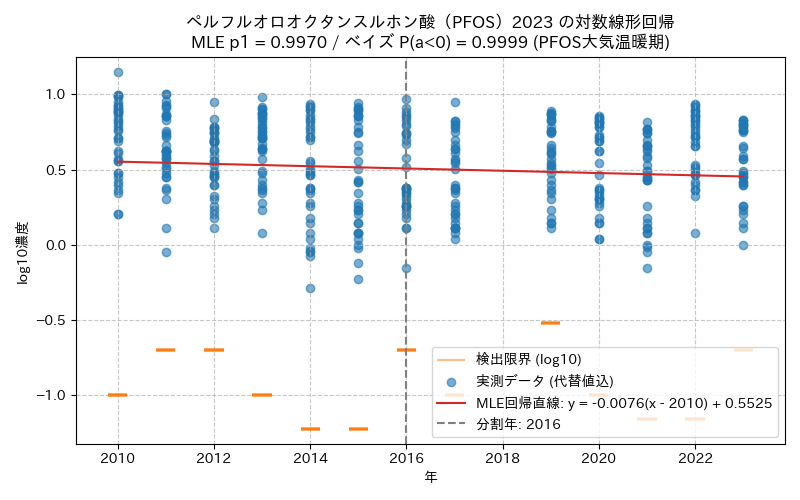 ペルフルオロオクタンスルホン酸（PFOS）2023 の対数線形回帰
MLE p1 = 0.9970 / ベイズ P(a<0) = 0.9999 (PFOS大気温暖期)
log10濃度
1.0
0.5
0.0
−0.5
−1.0
検出限界 (log10)
実測データ (代替値込)
MLE回帰直線: y = -0.0076(x - 2010) + 0.5525
分割年: 2016
2010
2012
2014
2016
2018
2020
2022
年